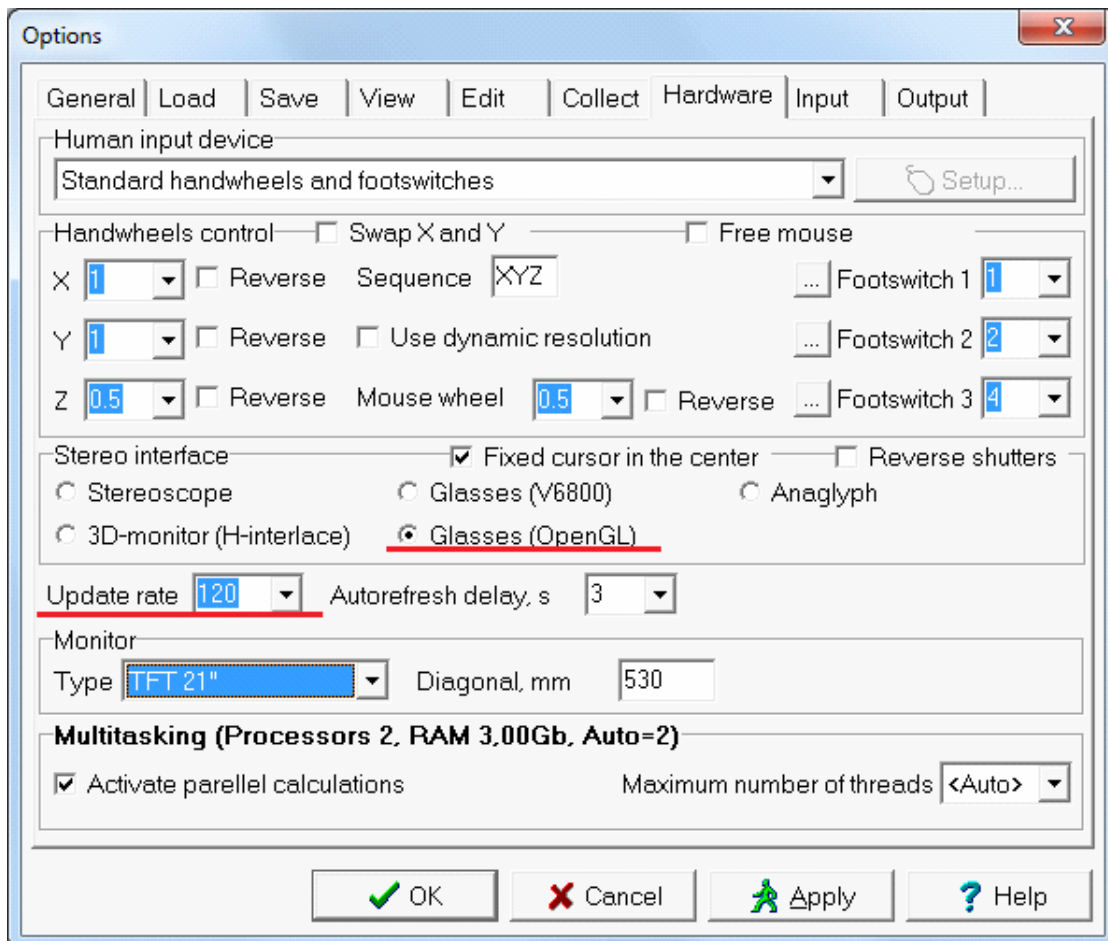 Options
General Load Save View Edit Collect Hardware Input Output
Human input device
Standard handwheels and footswitches Setup...
Handwheels control Swap X and Y Free mouse
X 1 Reverse Sequence XYZ ... Footswitch 1 1
Y 1 Reverse Use dynamic resolution ... Footswitch 2 2
Z 0.5 Reverse Mouse wheel 0.5 Reverse ... Footswitch 3 4
Stereo interface Fixed cursor in the center Reverse shutters
Stereoscope Glasses (V6800) Anaglyph
3D-monitor (H-interlace) Glasses (OpenGL)
Update rate 120 Autorefresh delay, s 3
Monitor
Type TFT 21" Diagonal, mm 530
Multitasking (Processors 2, RAM 3,00Gb, Auto=2)
Activate parellel calculations Maximum number of threads <Auto>
OK Cancel Apply Help